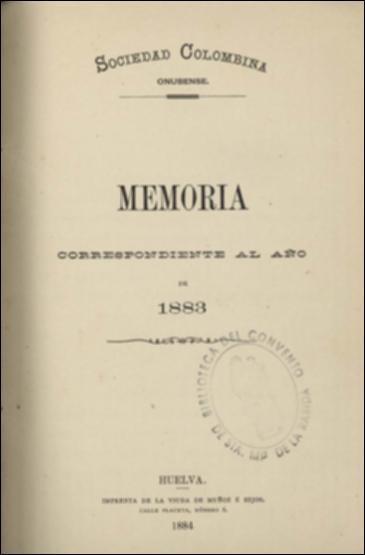 SOCIEDAD COLOMBINA
ONUBENSE.
MEMORIA
CORRESPONDIENTE AL AÑO
DE
1883
BIBLIOTECA DEL CONVENTO
DE STA. Mª DE LA RABIDA
HUELVA.
IMPRENTA DE LA VIUDA DE MUÑOZ É HIJOS.
CALLE PLACETA, NÚMERO
1884